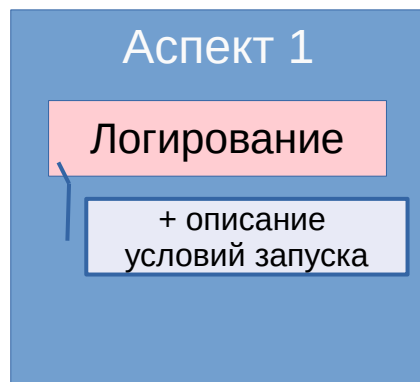 Аспект 1
Логирование
+ описание
условий запуска